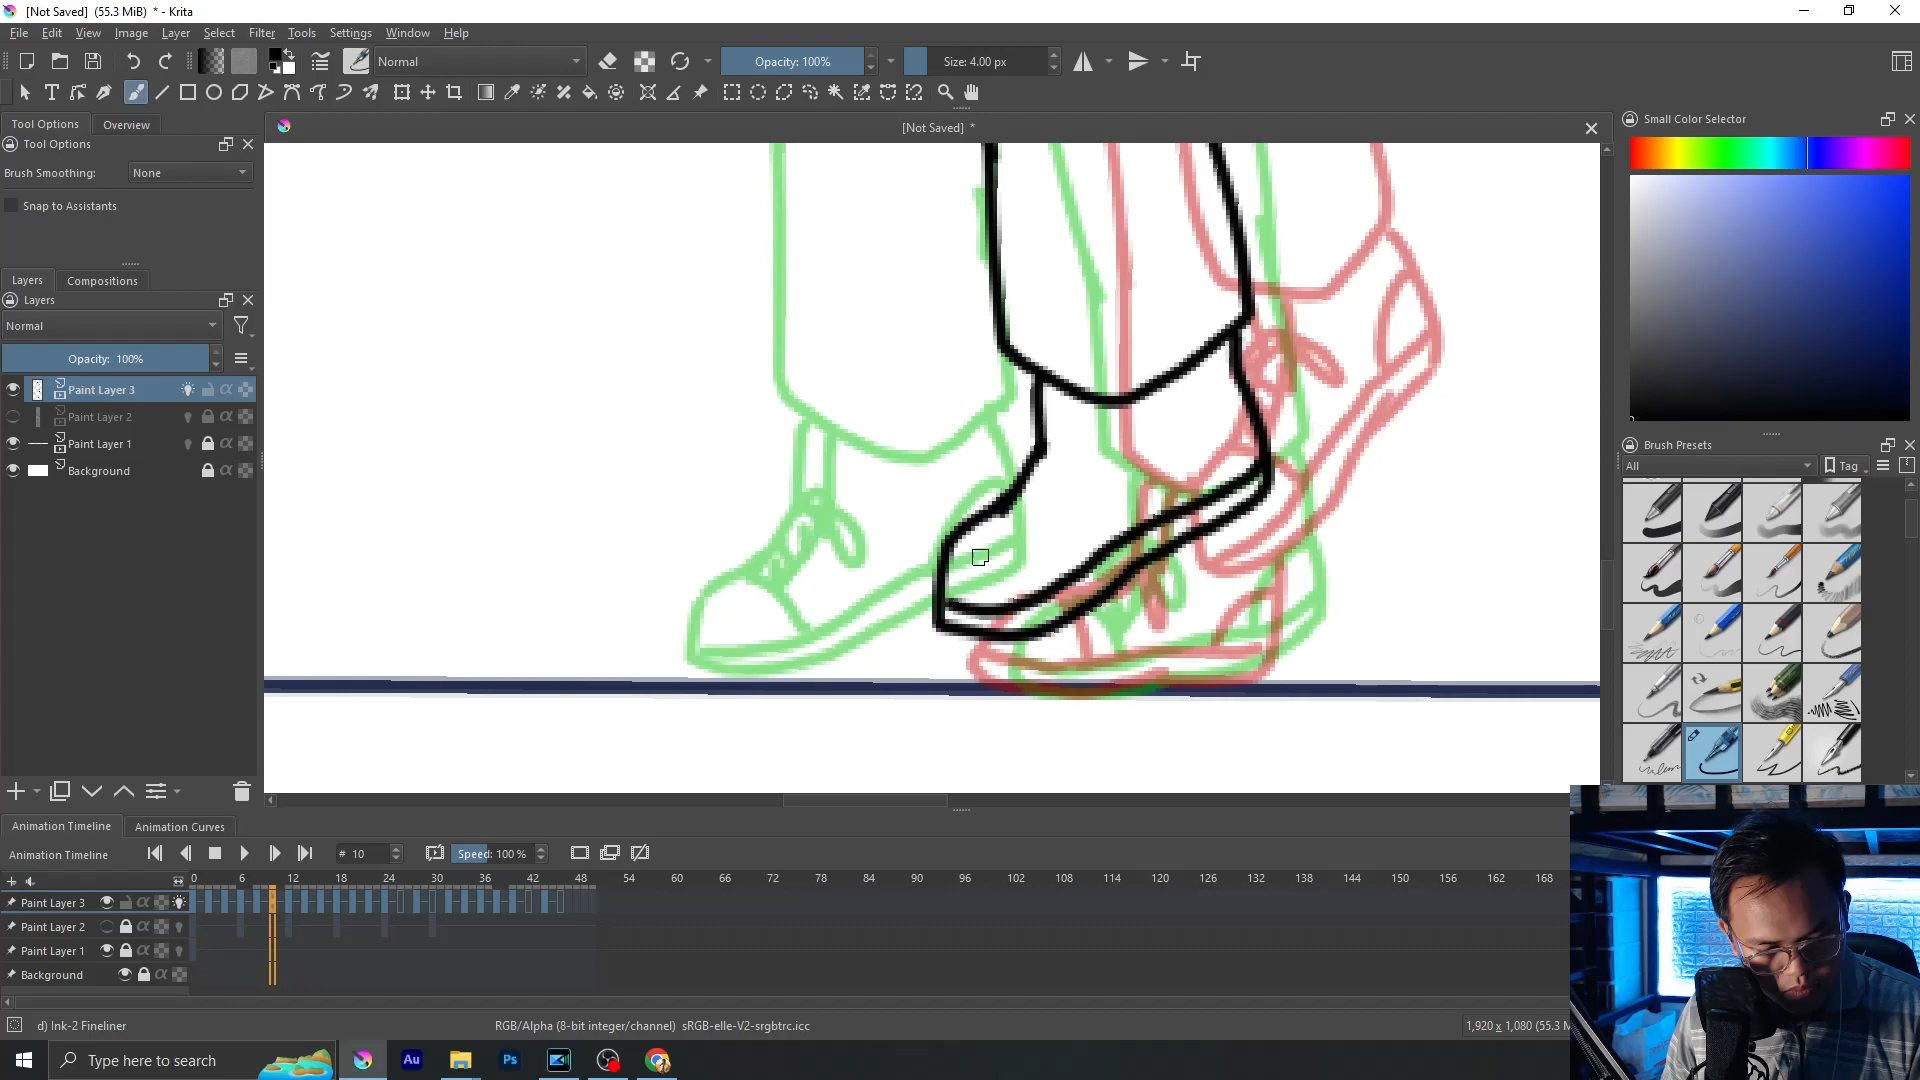 [Not Saved]  (55.3 MiB)  * - Krita
File Edit View Image Layer Select Filter Tools Settings Window Help
Normal
Opacity: 100%
Size: 4.00 px
Tool Options
Overview
[Not Saved] *
Small Color Selector
Tool Options
Brush Smoothing:
None
Snap to Assistants
Layers
Compositions
Layers
Normal
Opacity: 100%
Paint Layer 3
Paint Layer 2
Paint Layer 1
Background
Brush Presets
All
Tag
Animation Timeline
Animation Curves
Animation Timeline
# 10
Speed: 100 %
0 6 12 18 24 30 36 42 48 54 60 66 72 78 84 90 96 102 108 114 120 126 132 138 144 150 156 162 168
Paint Layer 3
Paint Layer 2
Paint Layer 1
Background
d) Ink-2 Fineliner
RGB/Alpha (8-bit integer/channel)  sRGB-elle-V2-srgbtrc.icc
1,920 x 1,080 (55.3 M
Type here to search
Au
Ps